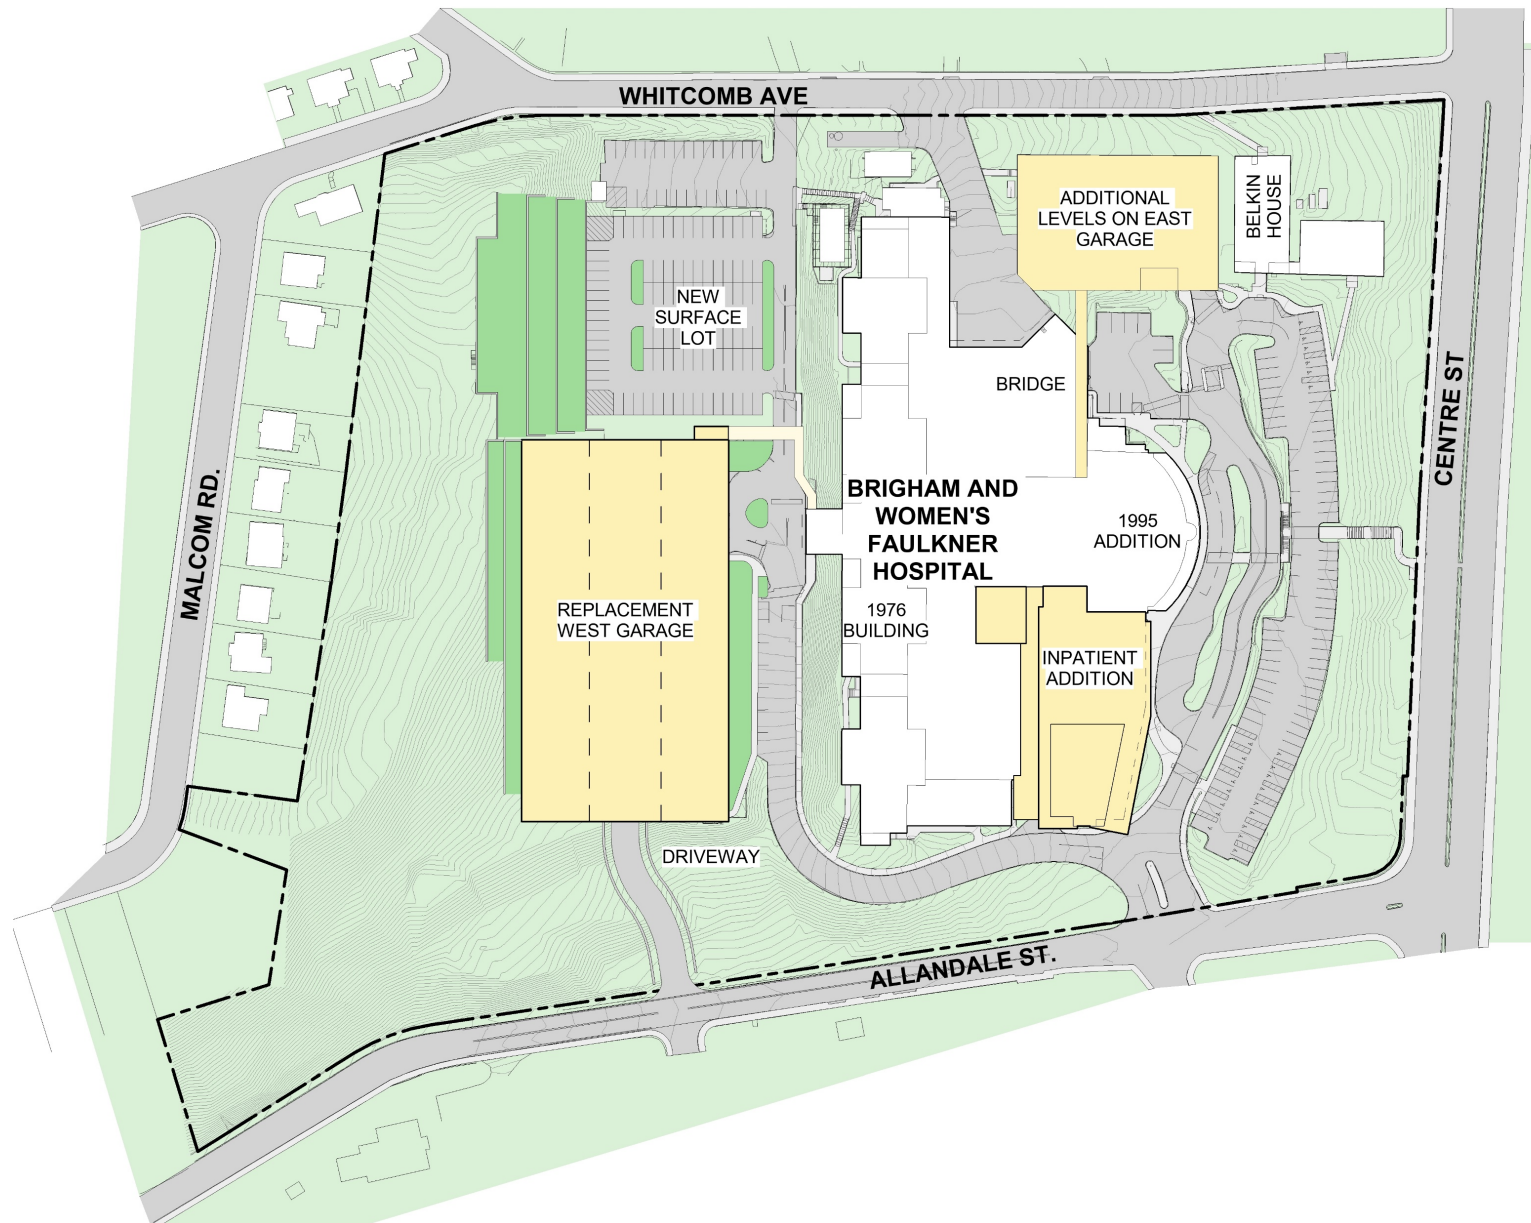 WHITCOMB AVE
ADDITIONAL
LEVELS ON EAST
GARAGE
BELKIN
HOUSE
NEW
SURFACE
LOT
BRIDGE
CENTRE ST
MALCOM RD.
BRIGHAM AND
WOMEN'S
FAULKNER
HOSPITAL
1995
ADDITION
REPLACEMENT
WEST GARAGE
1976
BUILDING
INPATIENT
ADDITION
DRIVEWAY
ALLANDALE ST.